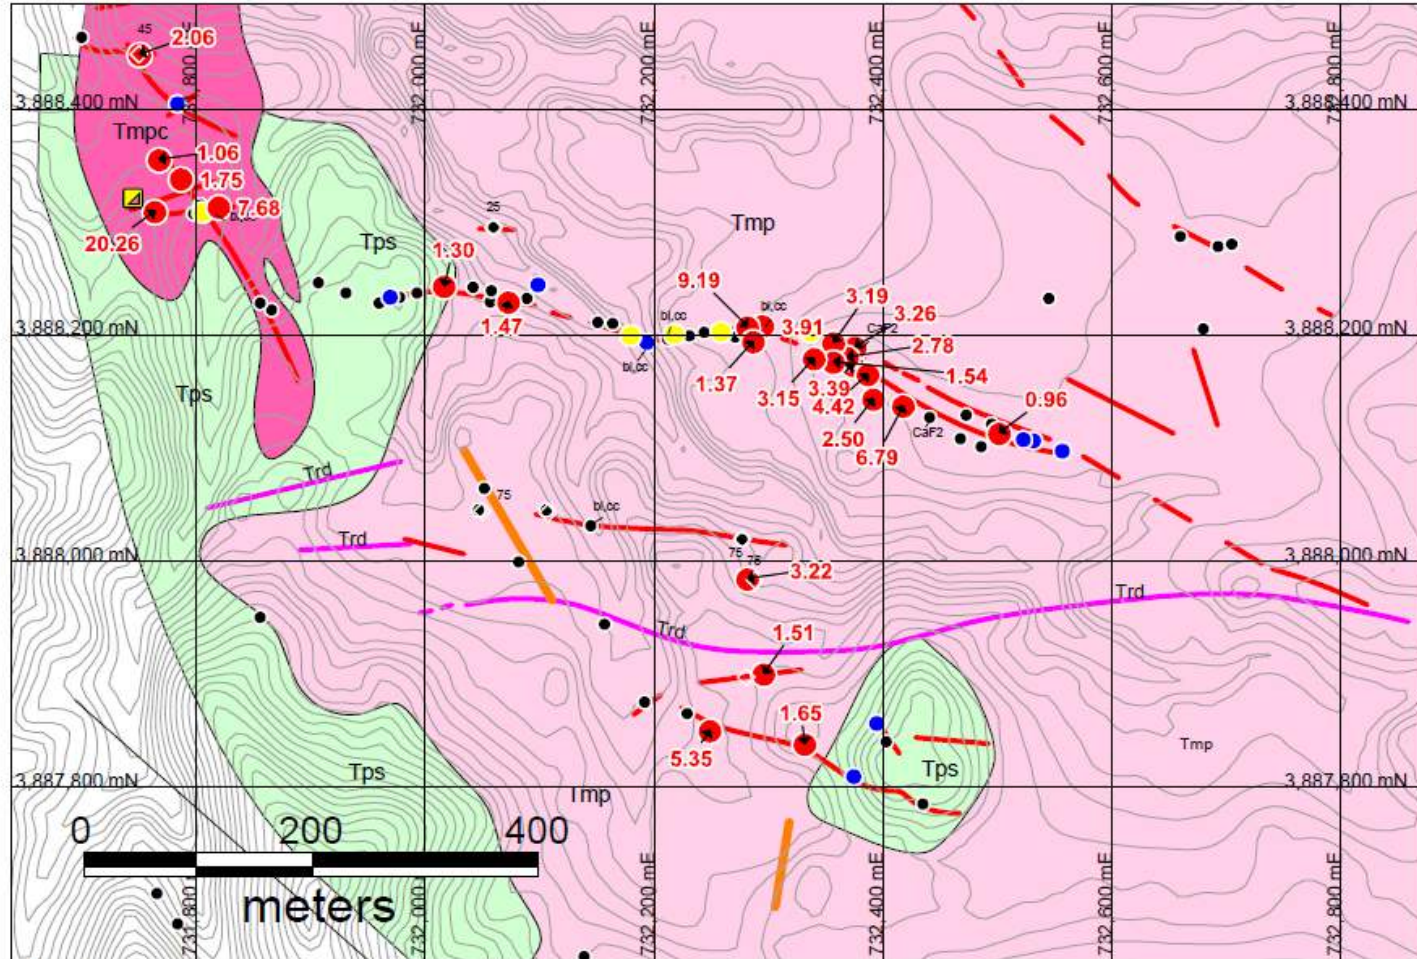 45
2.06
731,800 mE
732,000 mE
732,200 mE
732,400 mE
732,600 mE
732,800 mE
3,888,400 mN
3,888,400 mN
Tmpc
1.06
1.75
7.68
20.26
25
Tps
Tmp
1.30
9.19
3.19
bl,cc
bl,cc
3.91
3.26
CaF2
1.47
3,888,200 mN
3,888,200 mN
2.78
bl,cc
1.37
3.15
3.39
1.54
Tps
4.42
0.96
2.50
CaF2
6.79
Trd
75
bl,cc
Trd
75
78
3,888,000 mN
3,888,000 mN
3.22
Trd
Trd
1.51
1.65
5.35
Tmp
Tps
Tps
3,887,800 mN
3,887,800 mN
Tmp
0 200 400
meters
731,800 mE
732,000 mE
732,200 mE
732,400 mE
732,600 mE
732,800 mE